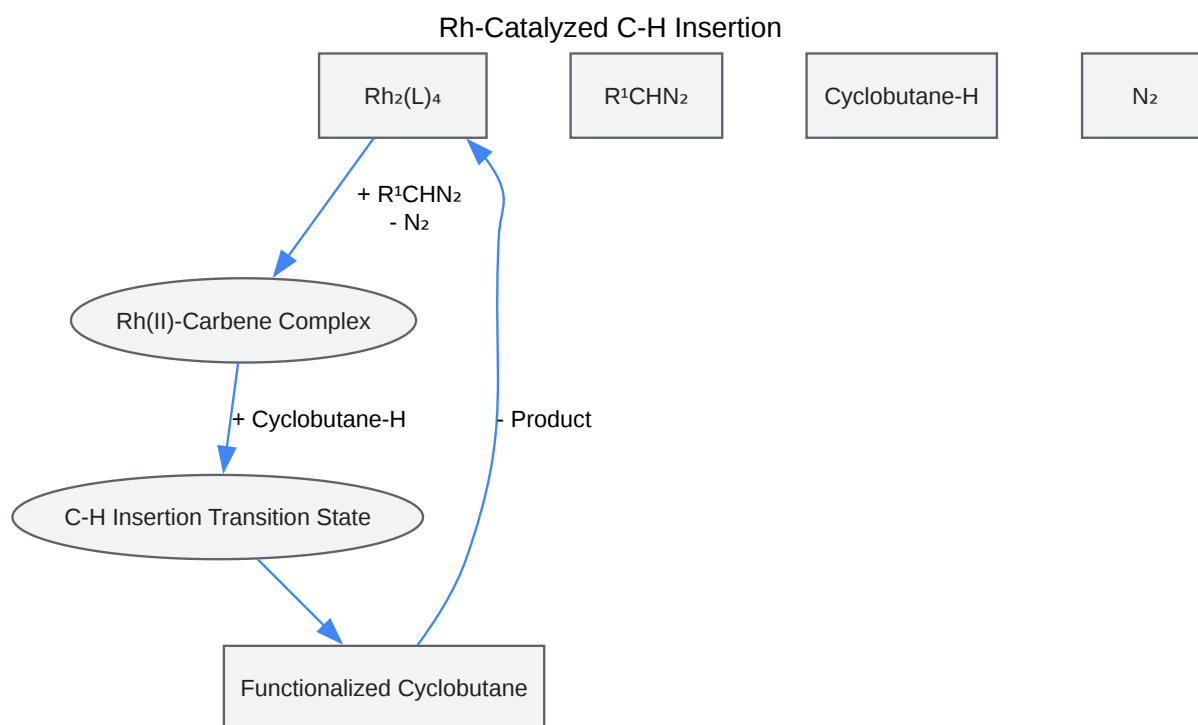 Rh-Catalyzed C-H Insertion
Rh₂(L)₄
R¹CHN₂
Cyclobutane-H
N₂
+ R¹CHN₂
- N₂
Rh(II)-Carbene Complex
+ Cyclobutane-H
- Product
C-H Insertion Transition State
Functionalized Cyclobutane